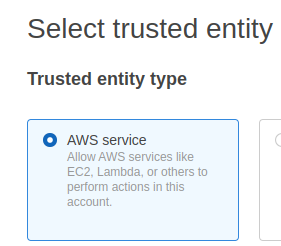 Select trusted entity
Trusted entity type
AWS service
Allow AWS services like
EC2, Lambda, or others to
perform actions in this
account.